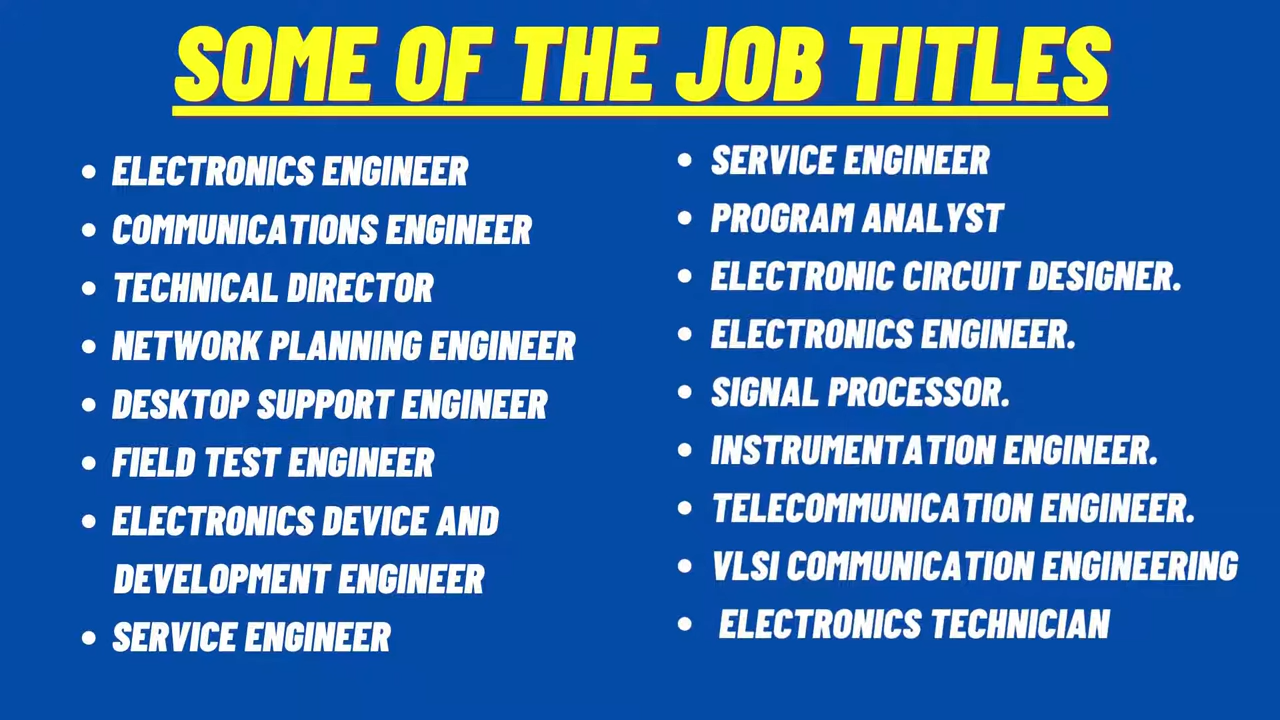 SOME OF THE JOB TITLES
• ELECTRONICS ENGINEER
• COMMUNICATIONS ENGINEER
• TECHNICAL DIRECTOR
• NETWORK PLANNING ENGINEER
• DESKTOP SUPPORT ENGINEER
• FIELD TEST ENGINEER
• ELECTRONICS DEVICE AND
DEVELOPMENT ENGINEER
• SERVICE ENGINEER
• SERVICE ENGINEER
• PROGRAM ANALYST
• ELECTRONIC CIRCUIT DESIGNER.
• ELECTRONICS ENGINEER.
• SIGNAL PROCESSOR.
• INSTRUMENTATION ENGINEER.
• TELECOMMUNICATION ENGINEER.
• VLSI COMMUNICATION ENGINEERING
• ELECTRONICS TECHNICIAN